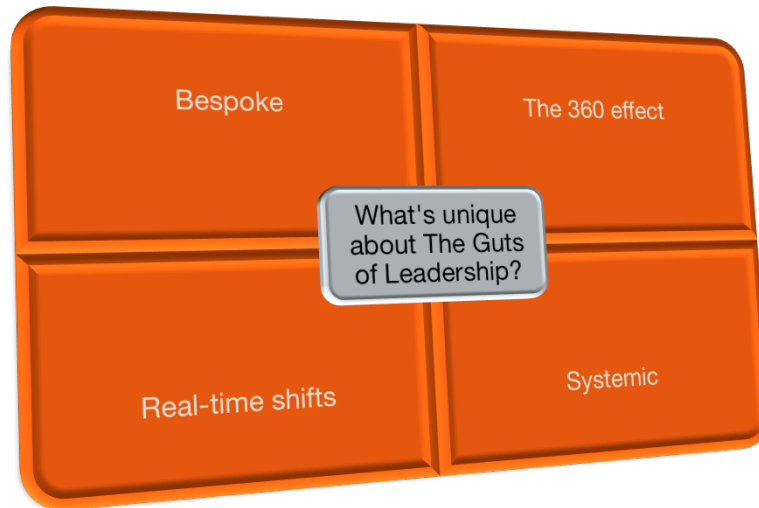 Bespoke
The 360 effect
What's unique
about The Guts
of Leadership?
Real-time shifts
Systemic